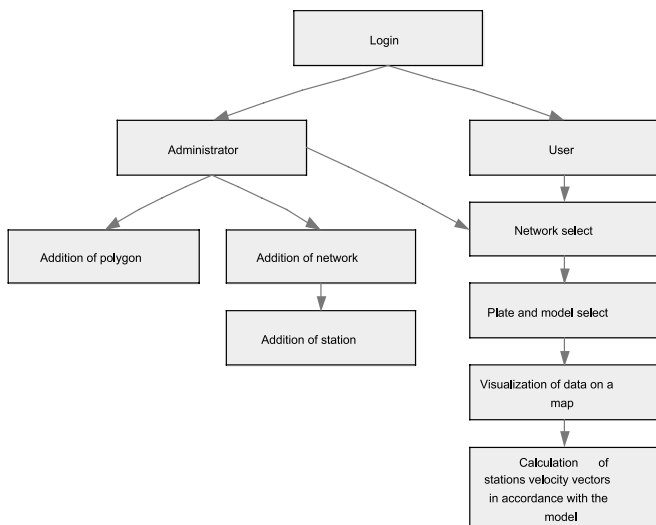 Login
Administrator
User
Addition of polygon
Addition of network
Network select
Addition of station
Plate and model select
Visualization of data on a
map
Calculation of
stations velocity vectors
in accordance with the
model